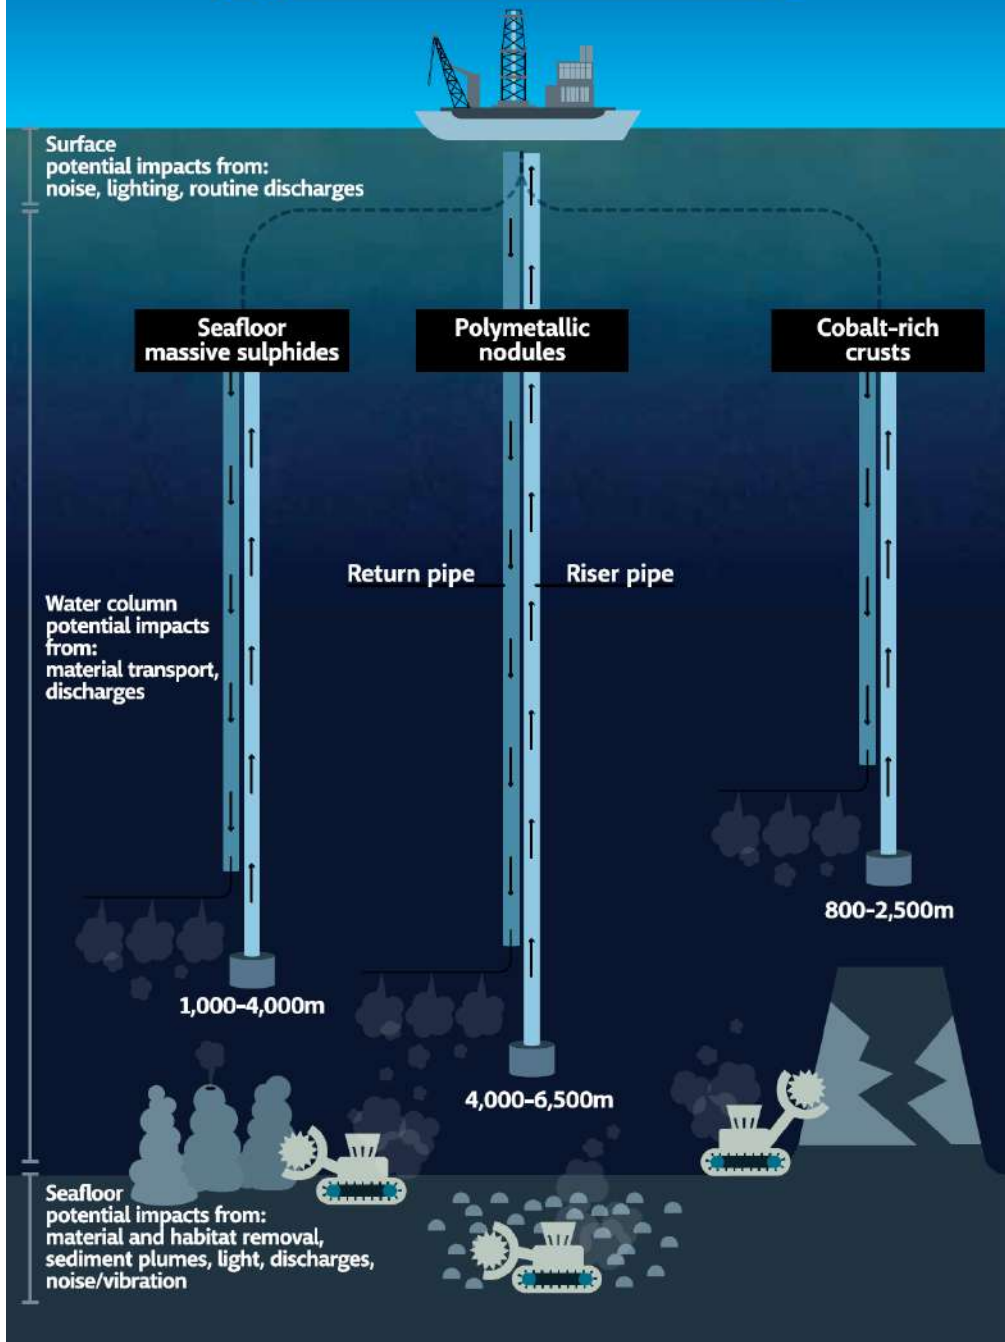 Surface
potential impacts from:
noise, lighting, routine discharges
Seafloor
massive sulphides
Polymetallic
nodules
Cobalt-rich
crusts
Return pipe
Riser pipe
Water column
potential impacts
from:
material transport,
discharges
800-2,500m
1,000-4,000m
4,000-6,500m
Seafloor
potential impacts from:
material and habitat removal,
sediment plumes, light, discharges,
noise/vibration